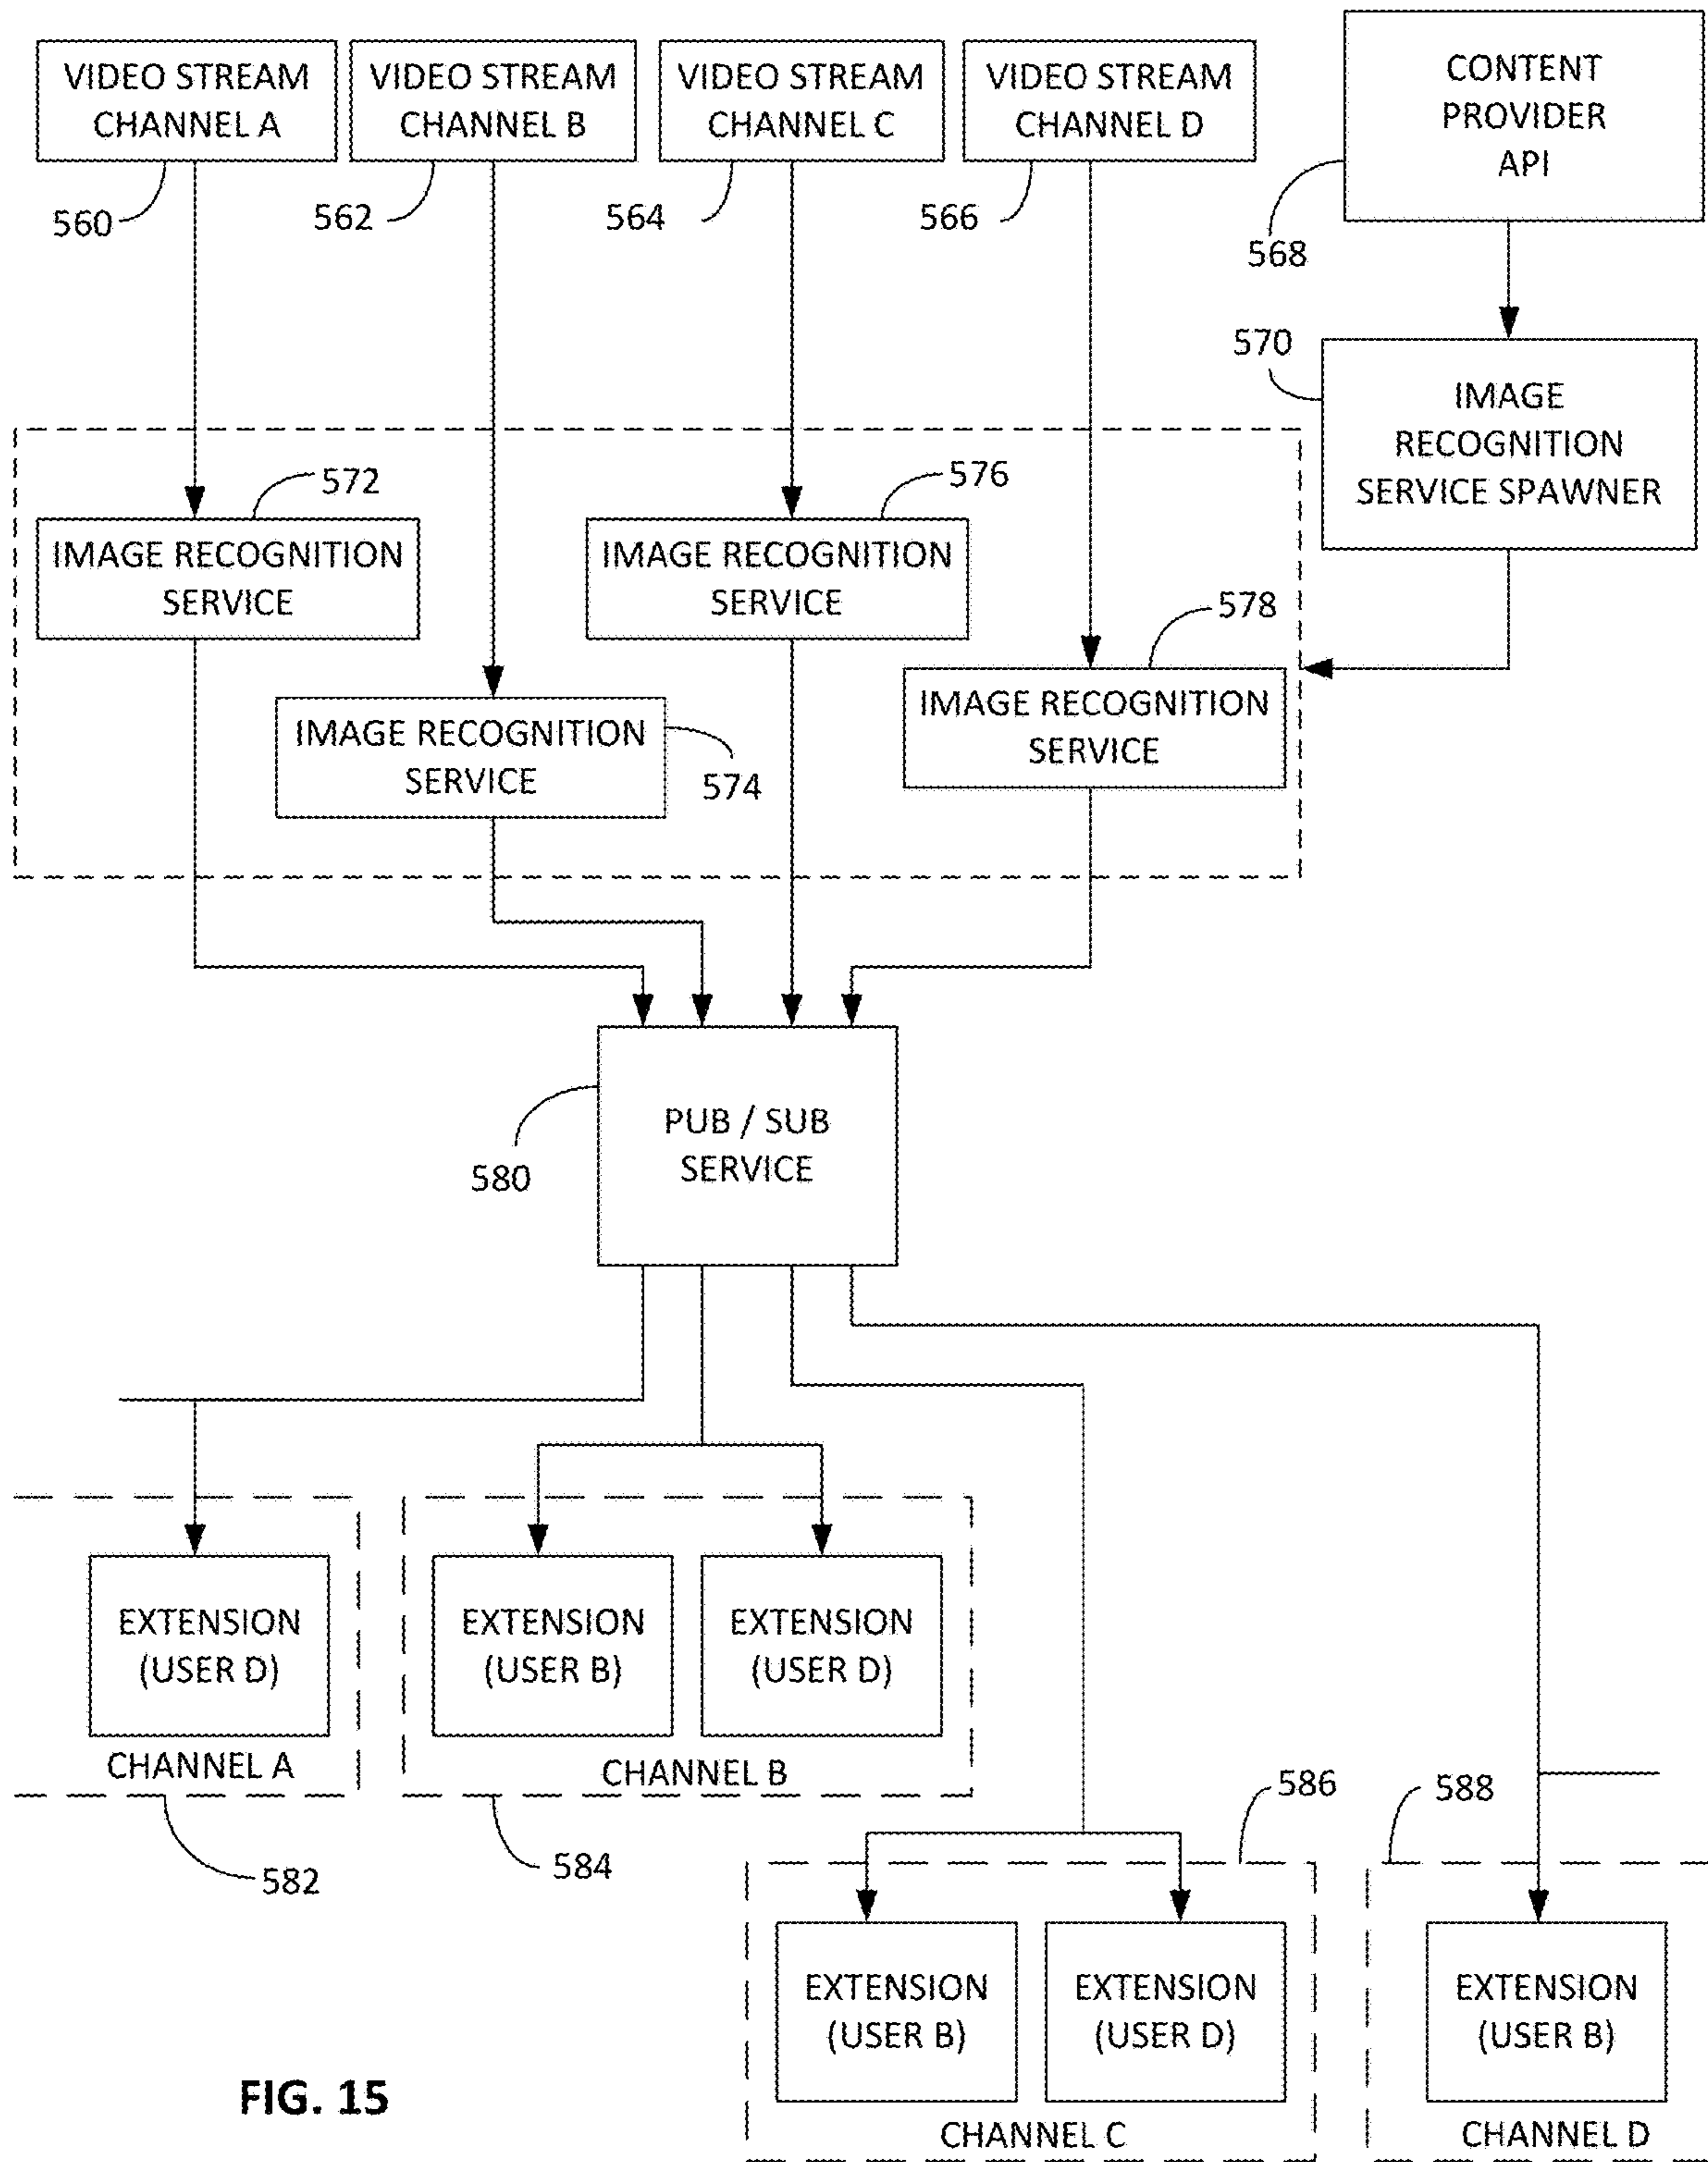 VIDEO STREAM
CHANNEL A
VIDEO STREAM
CHANNEL B
VIDEO STREAM
CHANNEL C
VIDEO STREAM
CHANNEL D
CONTENT
PROVIDER
API
560
562
564
566
568
570
IMAGE
RECOGNITION
SERVICE SPAWNER
572
576
IMAGE RECOGNITION
SERVICE
IMAGE RECOGNITION
SERVICE
578
IMAGE RECOGNITION
SERVICE
574
IMAGE RECOGNITION
SERVICE
PUB / SUB
SERVICE
580
EXTENSION
(USER D)
CHANNEL A
EXTENSION
(USER B)
EXTENSION
(USER D)
CHANNEL B
582
584
586
588
EXTENSION
(USER B)
EXTENSION
(USER D)
CHANNEL C
EXTENSION
(USER B)
CHANNEL D
FIG. 15